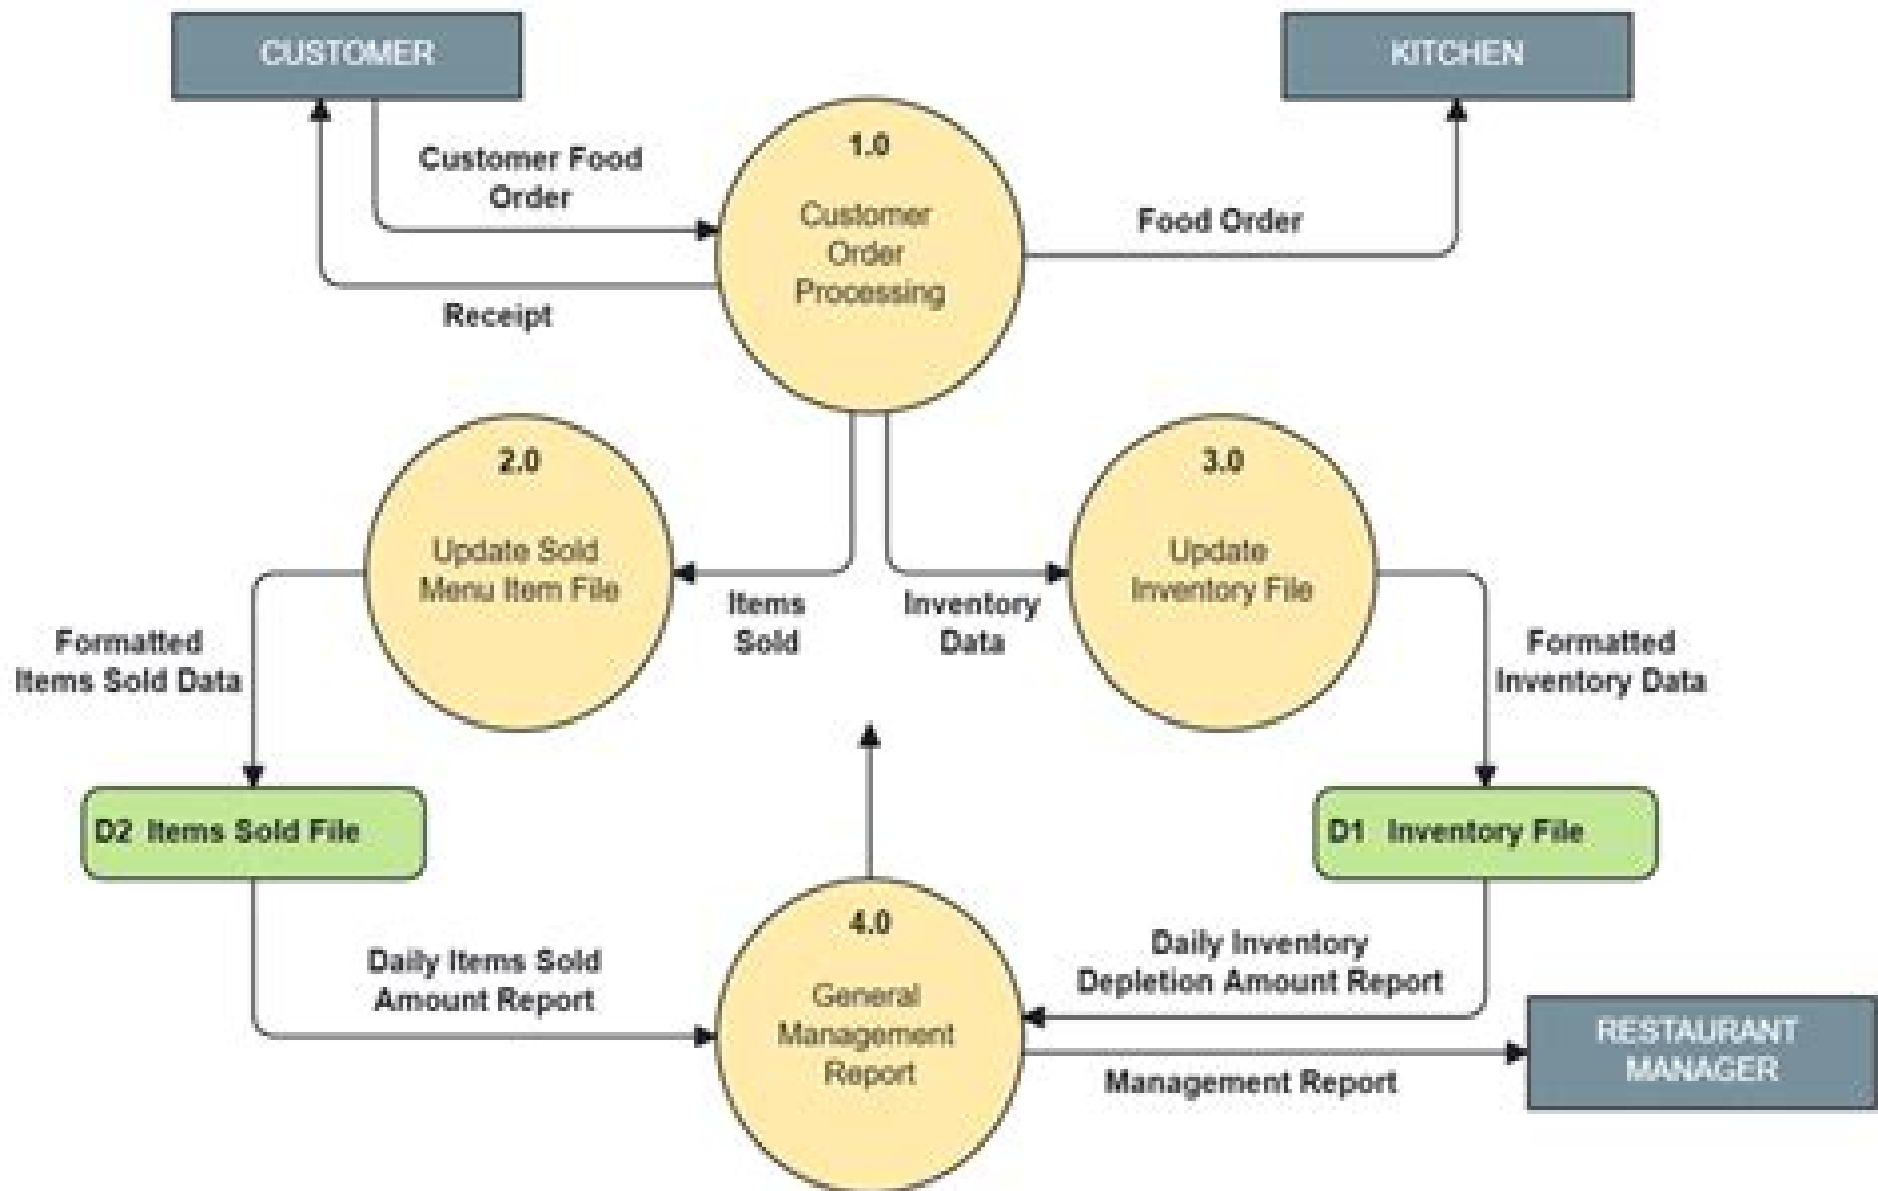 CUSTOMER
KITCHEN
1.0
Customer
Order
Processing
Customer Food
Order
Food Order
Receipt
2.0
Update Sold
Menu Item File
3.0
Update
Inventory File
Items
Sold
Inventory
Data
Formatted
Items Sold Data
Formatted
Inventory Data
D2 Items Sold File
D1 Inventory File
4.0
General
Management
Report
Daily Items Sold
Amount Report
Daily Inventory
Depletion Amount Report
RESTAURANT
MANAGER
Management Report